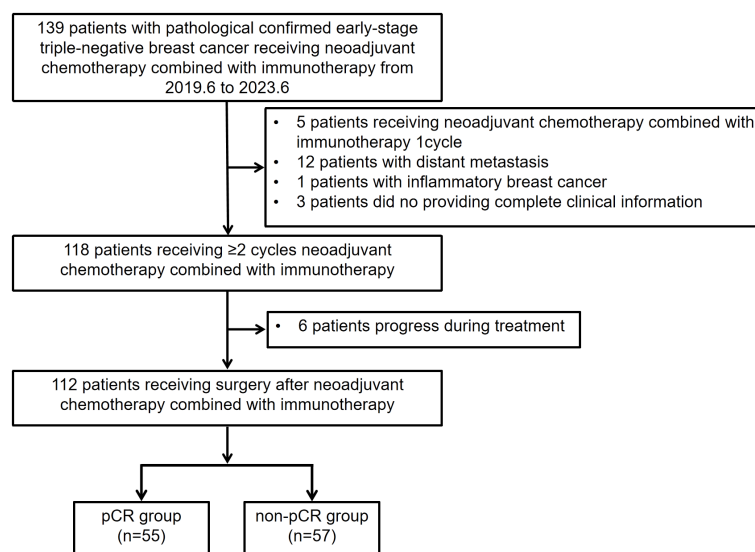 139 patients with pathological confirmed early-stage
triple-negative breast cancer receiving neoadjuvant
chemotherapy combined with immunotherapy from
2019.6 to 2023.6
• 5 patients receiving neoadjuvant chemotherapy combined with
immunotherapy 1cycle
• 12 patients with distant metastasis
• 1 patients with inflammatory breast cancer
• 3 patients did no providing complete clinical information
118 patients receiving ≥2 cycles neoadjuvant
chemotherapy combined with immunotherapy
• 6 patients progress during treatment
112 patients receiving surgery after neoadjuvant
chemotherapy combined with immunotherapy
pCR group
(n=55)
non-pCR group
(n=57)